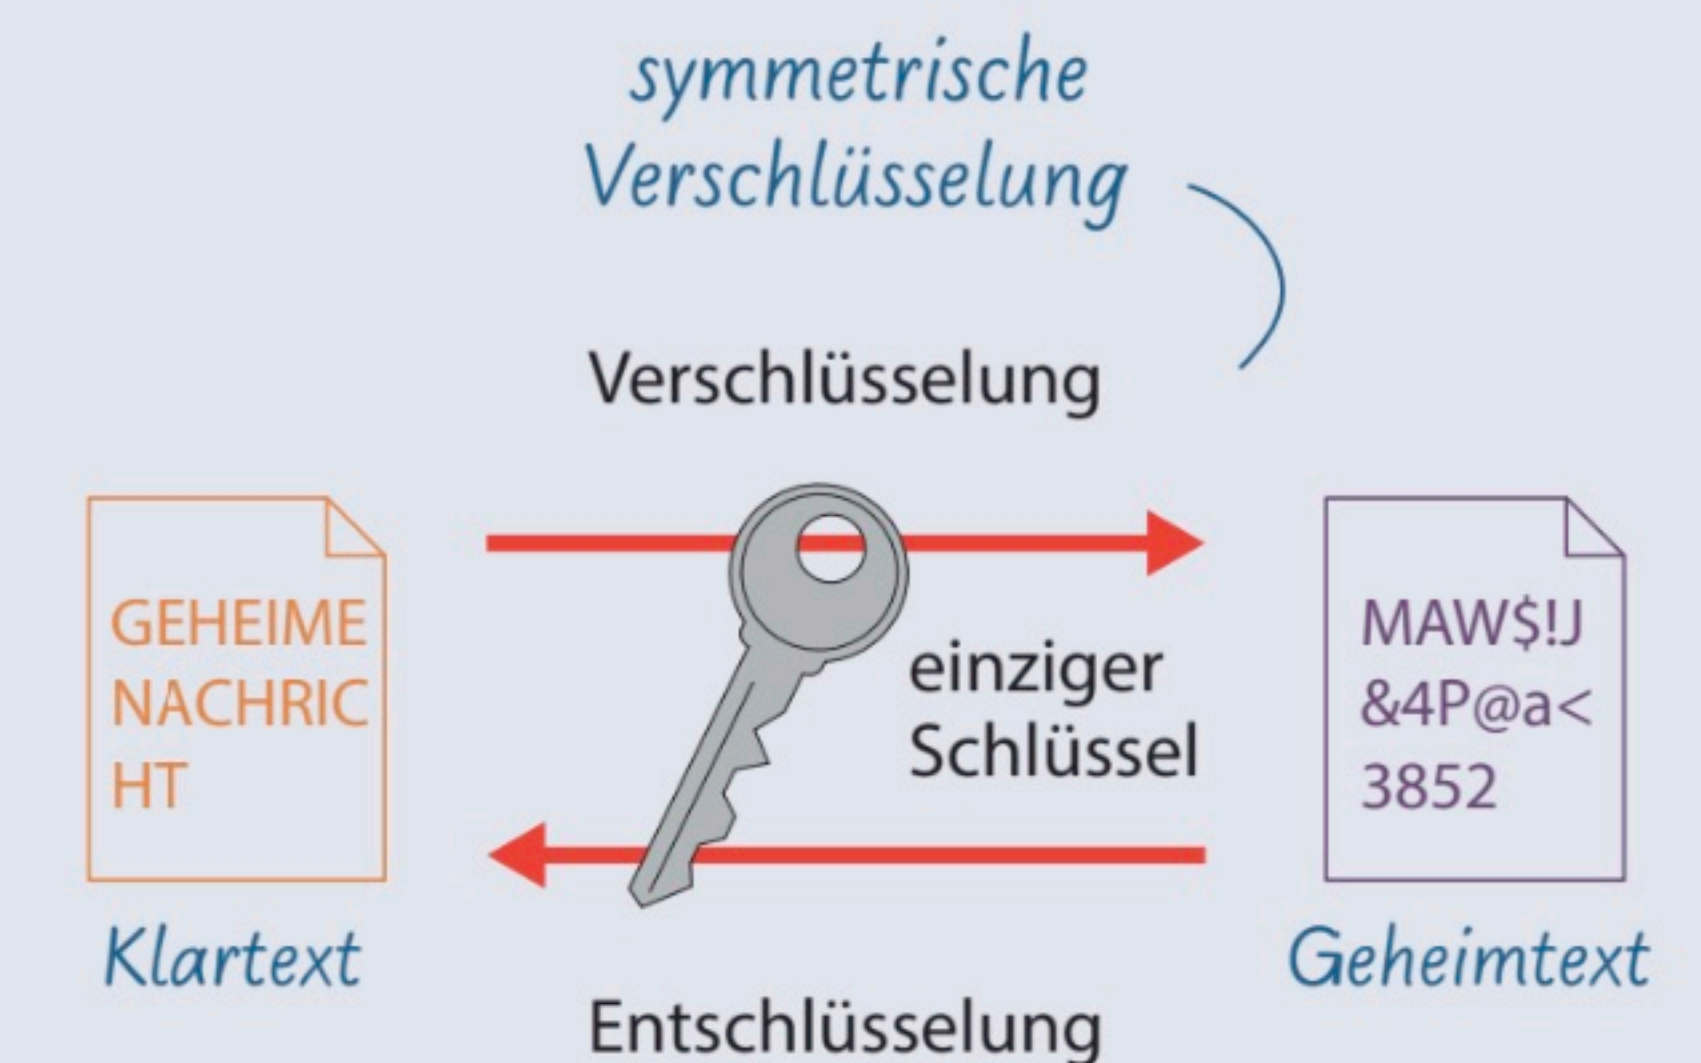 symmetrische
Verschlüsselung
Verschlüsselung
GEHEIME
NACHRIC
HT
einziger
Schlüssel
MAW$!J
&4P@a<
3852
Klartext
Geheimtext
Entschlüsselung